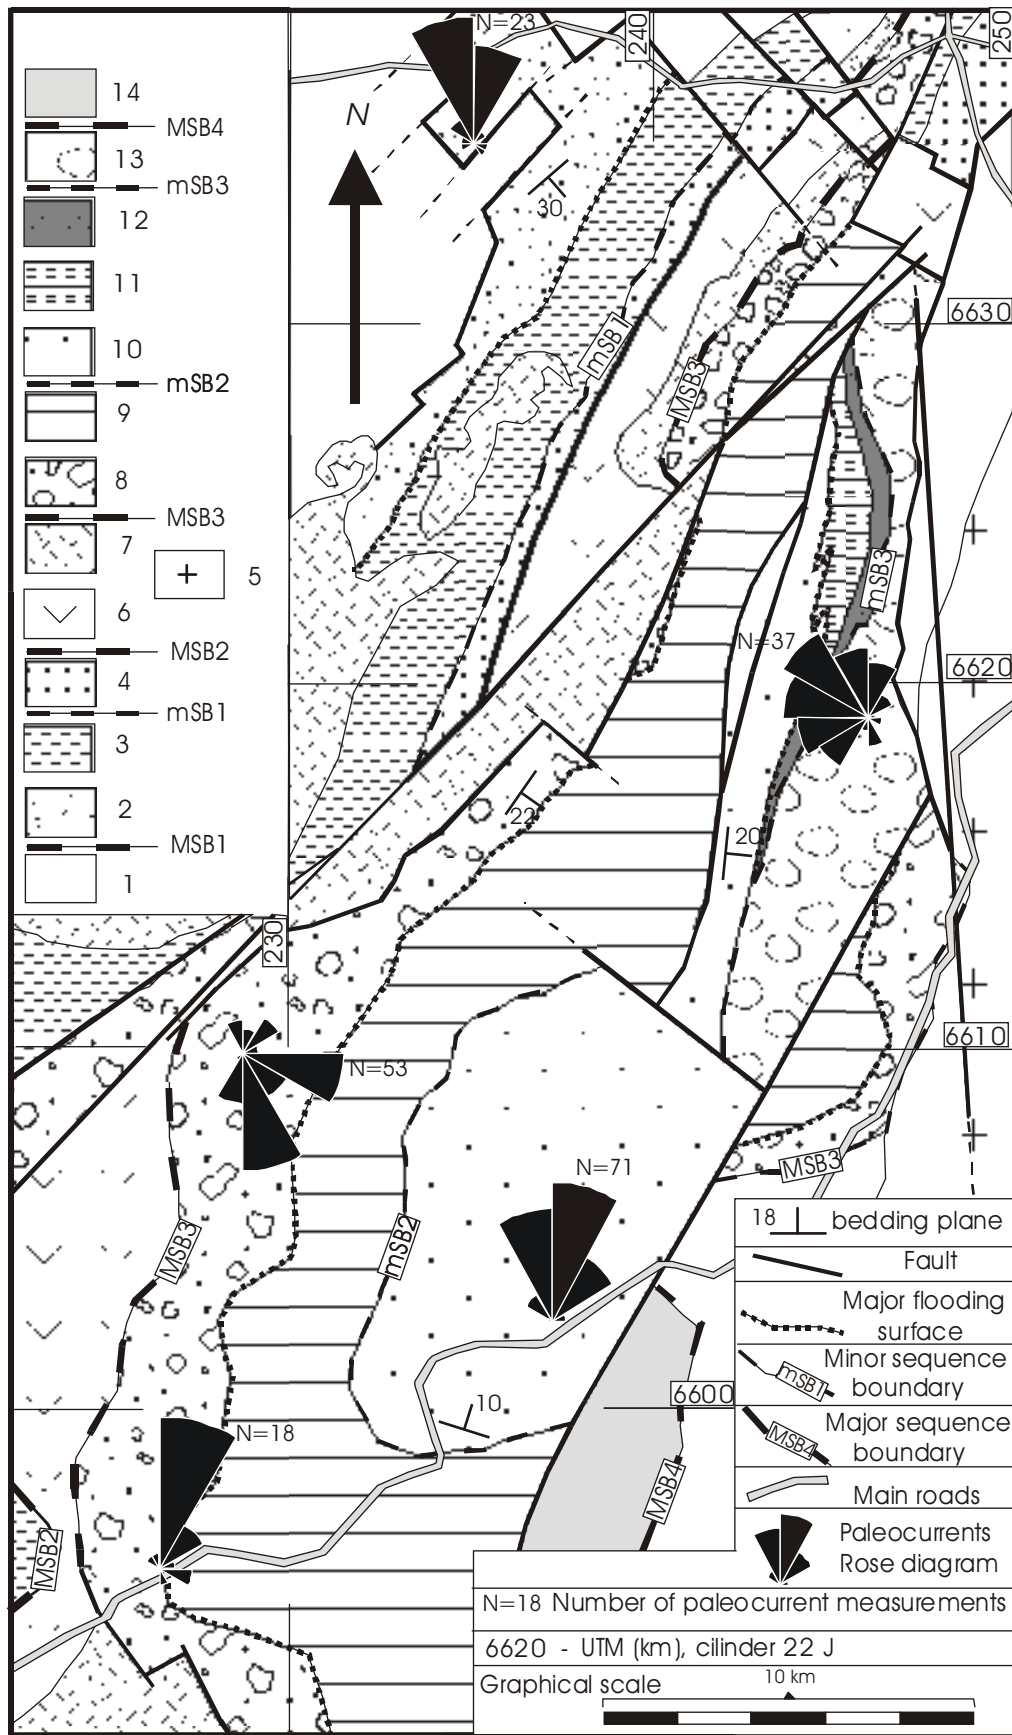 N=23
240
250
14
MSB4
N
13
mSB3
12
30
11
6630
10
mSB1
mSB2
9
MSB3
8
MSB3
7
5
mSB3
6
N=37
MSB2
6620
4
mSB1
3
2
22
20
MSB1
1
230
6610
N=53
MSB3
N=71
18 bedding plane
mSB2
MSB3
Fault
Major flooding
surface
Minor sequence
mSB1 boundary
6600
10
Major sequence
MSB4 boundary
N=18
MSB4
Main roads
Paleocurrents
Rose diagram
MSB2
N=18 Number of paleocurrent measurements
6620 - UTM (km), cilinder 22 J
Graphical scale 10 km